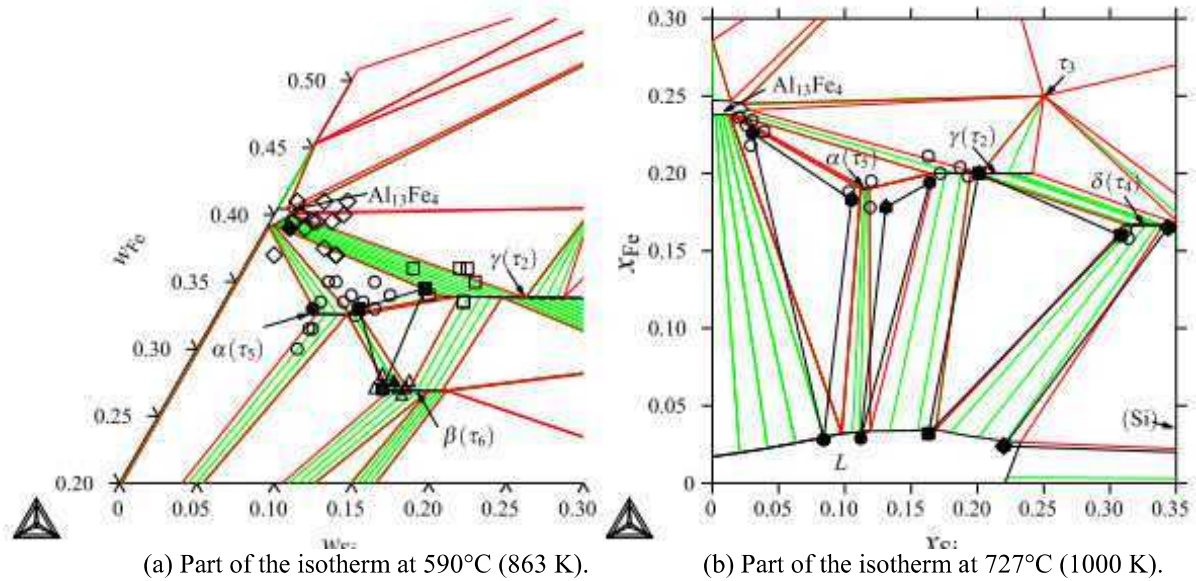 0.50
0.45
0.40
0.35
0.30
0.25
0.20
w_Fe
Al₁₃Fe₄
γ(τ₂)
α(τ₅)
β(τ₆)
0 0.05 0.10 0.15 0.20 0.25 0.30
(a) Part of the isotherm at 590°C (863 K).
0.30
0.25
0.20
0.15
0.10
0.05
0
x_Fe
τ₃
Al₁₃Fe₄
γ(τ₂)
α(τ₅)
δ(τ₄)
(Si)
L
0 0.05 0.10 0.15 0.20 0.25 0.30 0.35
(b) Part of the isotherm at 727°C (1000 K).